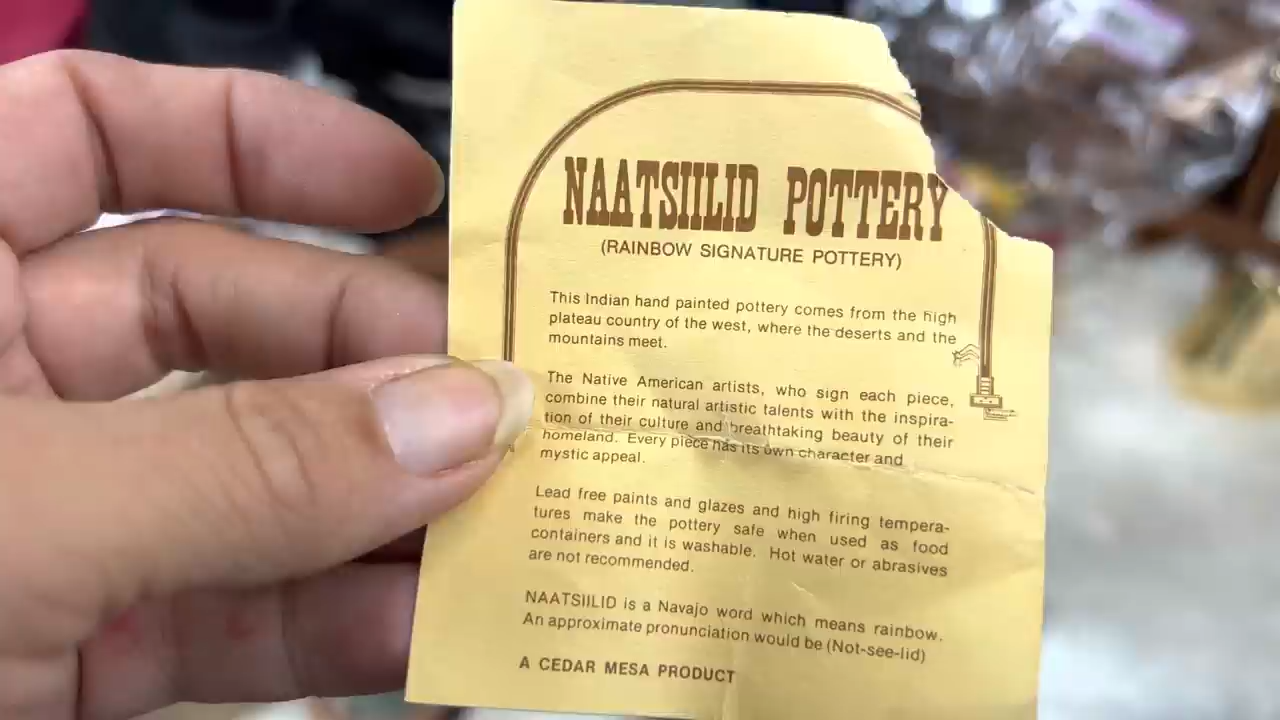 NAATSIILID POTTERY
(RAINBOW SIGNATURE POTTERY)
This Indian hand painted pottery comes from the high
plateau country of the west, where the deserts and the
mountains meet.
The Native American artists, who sign each piece,
combine their natural artistic talents with the inspira-
tion of their culture and breathtaking beauty of their
homeland. Every piece has its own character and
mystic appeal.
Lead free paints and glazes and high firing tempera-
tures make the pottery safe when used as food
containers and it is washable. Hot water or abrasives
are not recommended.
NAATSIILID is a Navajo word which means rainbow.
An approximate pronunciation would be (Not-see-lid)
A CEDAR MESA PRODUCT